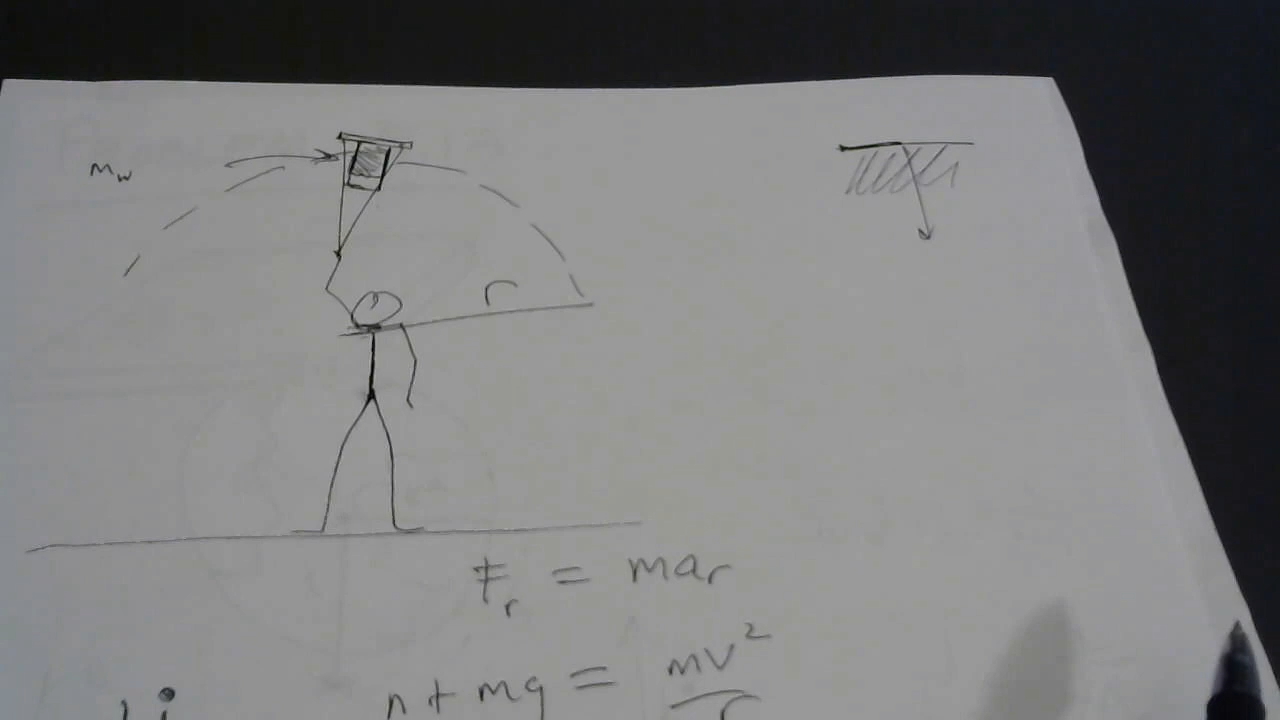 m_w
r
F_r = ma_r
n + mg = mv²/r